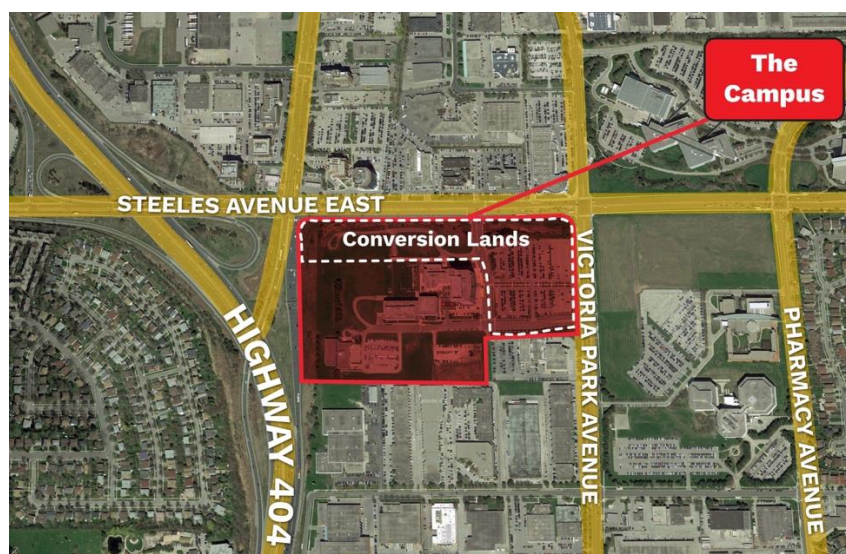 The
Campus
STEELES AVENUE EAST
Conversion Lands
VICTORIA PARK AVENUE
HIGHWAY 404
PHARMACY AVENUE